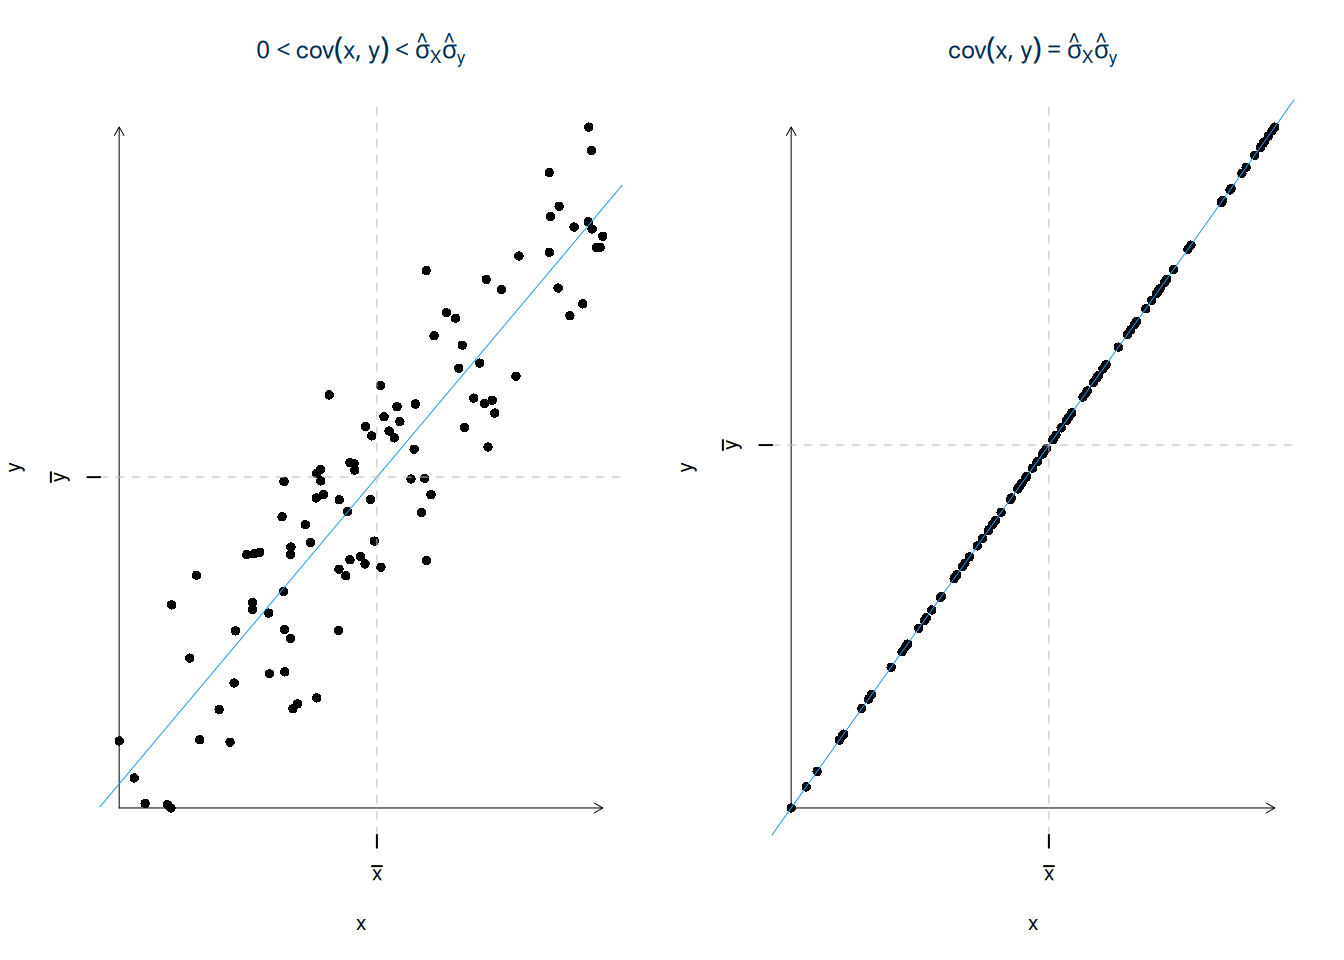 0 < cov(x, y) < σ̂Xσ̂y
y
y̅
x̅
x
cov(x, y) = σ̂Xσ̂y
y
y̅
x̅
x